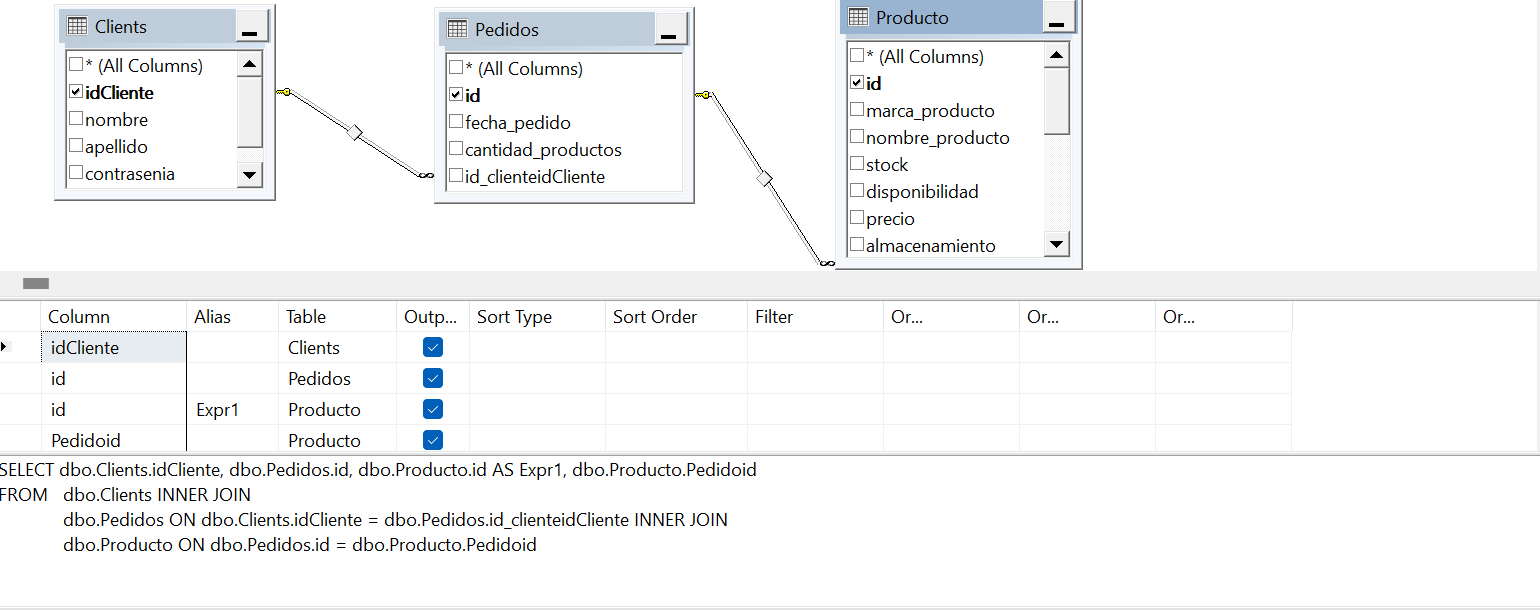 Clients
* (All Columns)
idCliente
nombre
apellido
contrasenia
Pedidos
* (All Columns)
id
fecha_pedido
cantidad_productos
id_clienteidCliente
Producto
* (All Columns)
id
marca_producto
nombre_producto
stock
disponibilidad
precio
almacenamiento
Column Alias Table Outp... Sort Type Sort Order Filter Or... Or... Or...
idCliente Clients
id Pedidos
id Expr1 Producto
Pedidoid Producto
SELECT dbo.Clients.idCliente, dbo.Pedidos.id, dbo.Producto.id AS Expr1, dbo.Producto.Pedidoid
FROM dbo.Clients INNER JOIN
dbo.Pedidos ON dbo.Clients.idCliente = dbo.Pedidos.id_clienteidCliente INNER JOIN
dbo.Producto ON dbo.Pedidos.id = dbo.Producto.Pedidoid